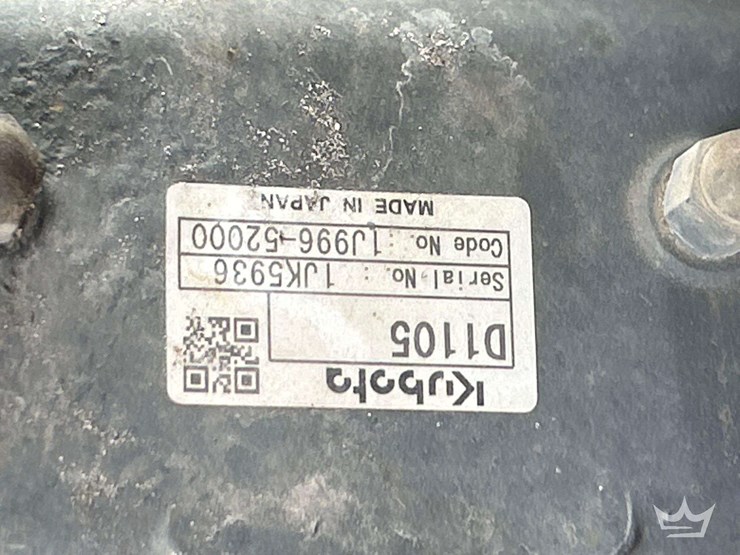 Kubota
D1105
Serial No. : 1JK5936
Code No. : 1J996-52000
MADE IN JAPAN